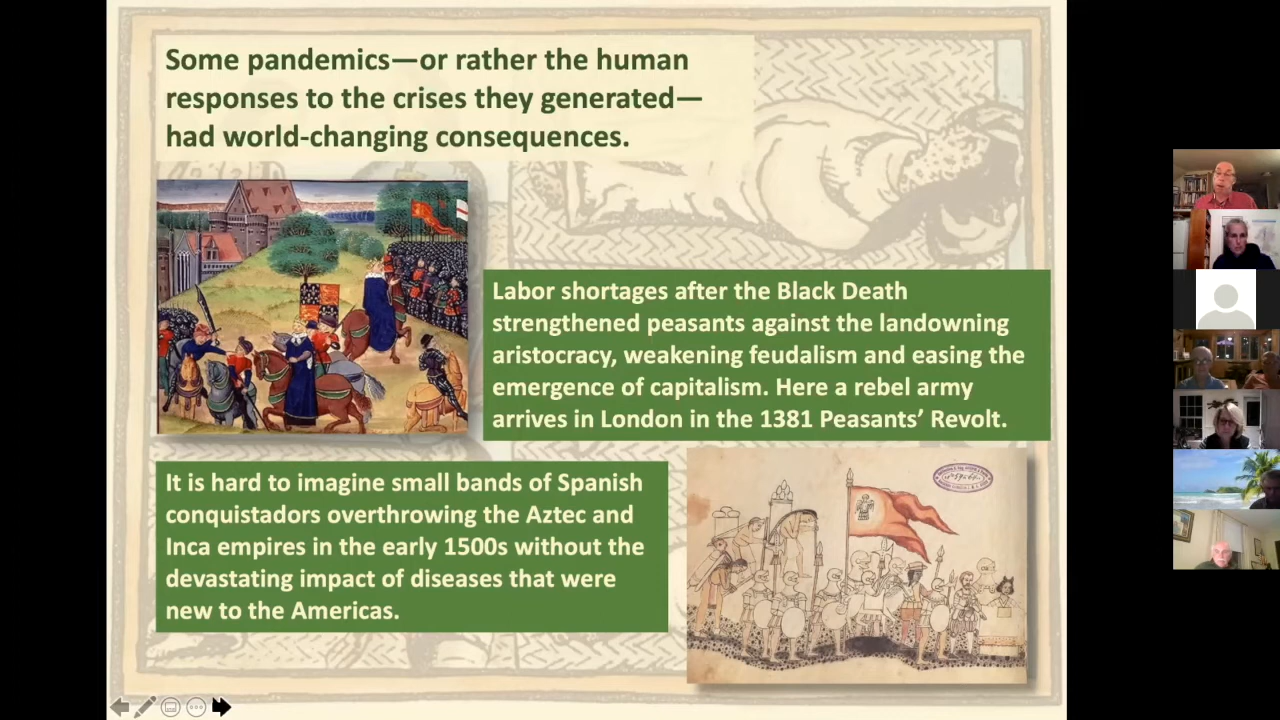 Some pandemics—or rather the human
responses to the crises they generated—
had world-changing consequences.
Labor shortages after the Black Death
strengthened peasants against the landowning
aristocracy, weakening feudalism and easing the
emergence of capitalism. Here a rebel army
arrives in London in the 1381 Peasants’ Revolt.
It is hard to imagine small bands of Spanish
conquistadors overthrowing the Aztec and
Inca empires in the early 1500s without the
devastating impact of diseases that were
new to the Americas.